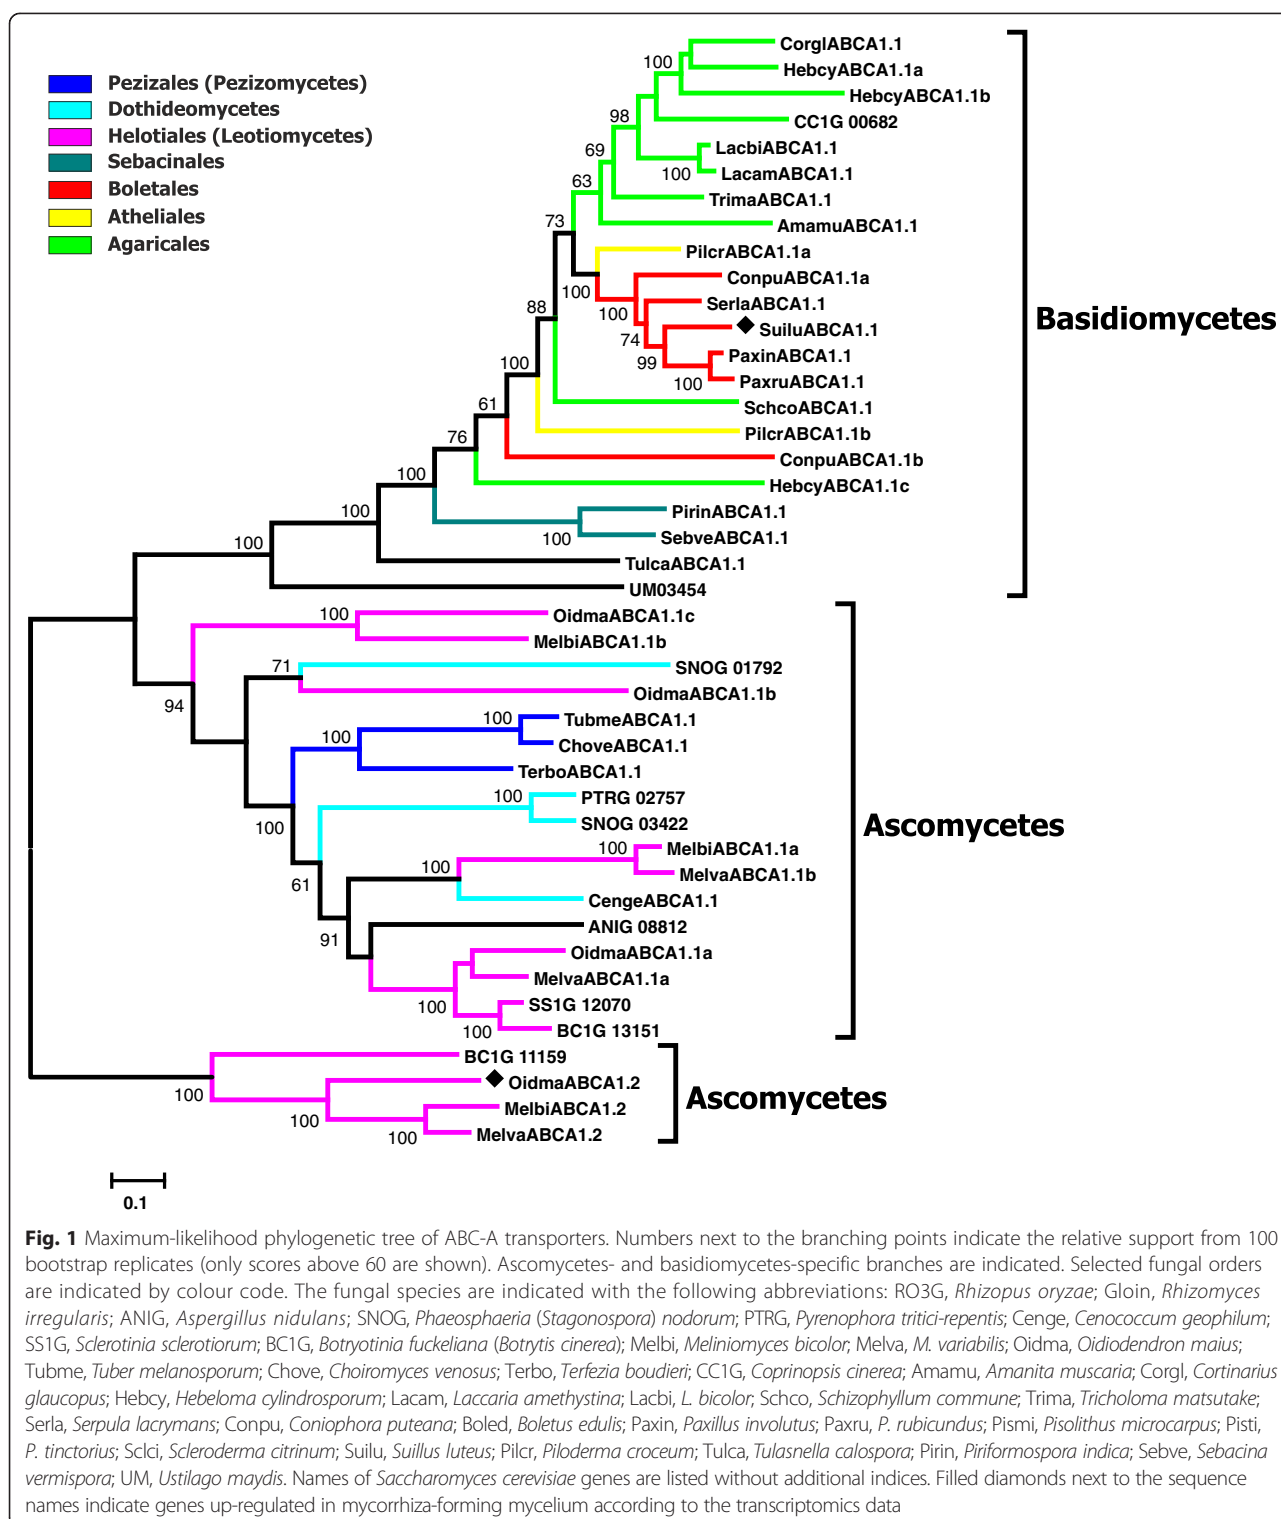 Pezizales (Pezizomycetes)
Dothideomycetes
Helotiales (Leotiomycetes)
Sebacinales
Boletales
Atheliales
Agaricales
CorglABCA1.1
100
HebcyABCA1.1a
HebcyABCA1.1b
98
CC1G 00682
LacbiABCA1.1
69
100
LacamABCA1.1
63
TrimaABCA1.1
73
AmamuABCA1.1
PilcrABCA1.1a
100
ConpuABCA1.1a
88
100
SerlaABCA1.1
Basidiomycetes
SuiluABCA1.1
74
99
PaxinABCA1.1
100
100
PaxruABCA1.1
61
SchcoABCA1.1
76
PilcrABCA1.1b
100
ConpuABCA1.1b
HebcyABCA1.1c
100
PirinABCA1.1
100
100
SebveABCA1.1
TulcaABCA1.1
UM03454
100
OidmaABCA1.1c
MelbiABCA1.1b
71
SNOG 01792
94
OidmaABCA1.1b
100
TubmeABCA1.1
100
ChoveABCA1.1
TerboABCA1.1
100
PTRG 02757
100
SNOG 03422
Ascomycetes
100
MelbiABCA1.1a
100
MelvaABCA1.1b
61
CengeABCA1.1
91
ANIG 08812
OidmaABCA1.1a
MelvaABCA1.1a
100
SS1G 12070
100
BC1G 13151
BC1G 11159
100
OidmaABCA1.2
Ascomycetes
100
MelbiABCA1.2
100
MelvaABCA1.2
0.1
Fig. 1 Maximum-likelihood phylogenetic tree of ABC-A transporters. Numbers next to the branching points indicate the relative support from 100
bootstrap replicates (only scores above 60 are shown). Ascomycetes- and basidiomycetes-specific branches are indicated. Selected fungal orders
are indicated by colour code. The fungal species are indicated with the following abbreviations: RO3G, Rhizopus oryzae; Gloin, Rhizomyces
irregularis; ANIG, Aspergillus nidulans; SNOG, Phaeosphaeria (Stagonospora) nodorum; PTRG, Pyrenophora tritici-repentis; Cenge, Cenococcum geophilum;
SS1G, Sclerotinia sclerotiorum; BC1G, Botryotinia fuckeliana (Botrytis cinerea); Melbi, Meliniomyces bicolor; Melva, M. variabilis; Oidma, Oidiodendron maius;
Tubme, Tuber melanosporum; Chove, Choiromyces venosus; Terbo, Terfezia boudieri; CC1G, Coprinopsis cinerea; Amamu, Amanita muscaria; Corgl, Cortinarius
glaucopus; Hebcy, Hebeloma cylindrosporum; Lacam, Laccaria amethystina; Lacbi, L. bicolor; Schco, Schizophyllum commune; Trima, Tricholoma matsutake;
Serla, Serpula lacrymans; Conpu, Coniophora puteana; Boled, Boletus edulis; Paxin, Paxillus involutus; Paxru, P. rubicundus; Pismi, Pisolithus microcarpus; Pisti,
P. tinctorius; Sclci, Scleroderma citrinum; Suilu, Suillus luteus; Pilcr, Piloderma croceum; Tulca, Tulasnella calospora; Pirin, Piriformospora indica; Sebve, Sebacina
vermispora; UM, Ustilago maydis. Names of Saccharomyces cerevisiae genes are listed without additional indices. Filled diamonds next to the sequence
names indicate genes up-regulated in mycorrhiza-forming mycelium according to the transcriptomics data